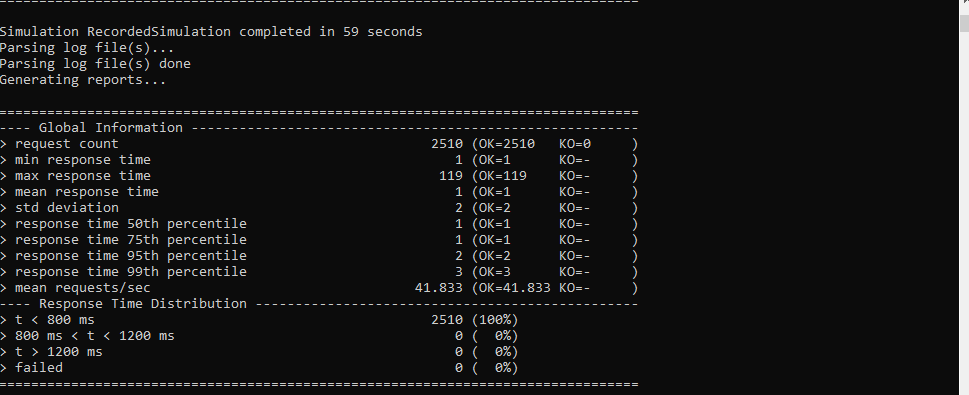 ================================================================================

Simulation RecordedSimulation completed in 59 seconds
Parsing log file(s)...
Parsing log file(s) done
Generating reports...

================================================================================
---- Global Information --------------------------------------------------------
> request count                                       2510 (OK=2510   KO=0     )
> min response time                                      1 (OK=1      KO=-     )
> max response time                                    119 (OK=119    KO=-     )
> mean response time                                     1 (OK=1      KO=-     )
> std deviation                                          2 (OK=2      KO=-     )
> response time 50th percentile                          1 (OK=1      KO=-     )
> response time 75th percentile                          1 (OK=1      KO=-     )
> response time 95th percentile                          2 (OK=2      KO=-     )
> response time 99th percentile                          3 (OK=3      KO=-     )
> mean requests/sec                                 41.833 (OK=41.833 KO=-     )
---- Response Time Distribution ------------------------------------------------
> t < 800 ms                                          2510 (100%)
> 800 ms < t < 1200 ms                                   0 (  0%)
> t > 1200 ms                                            0 (  0%)
> failed                                                 0 (  0%)
================================================================================